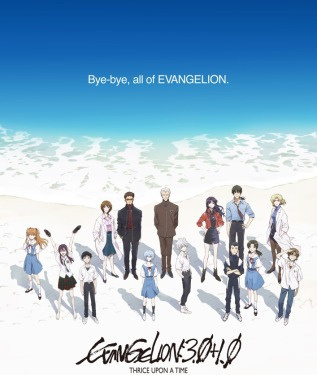 Bye-bye, all of EVANGELION.
EVANGELION:3.0+1.0
THRICE UPON A TIME